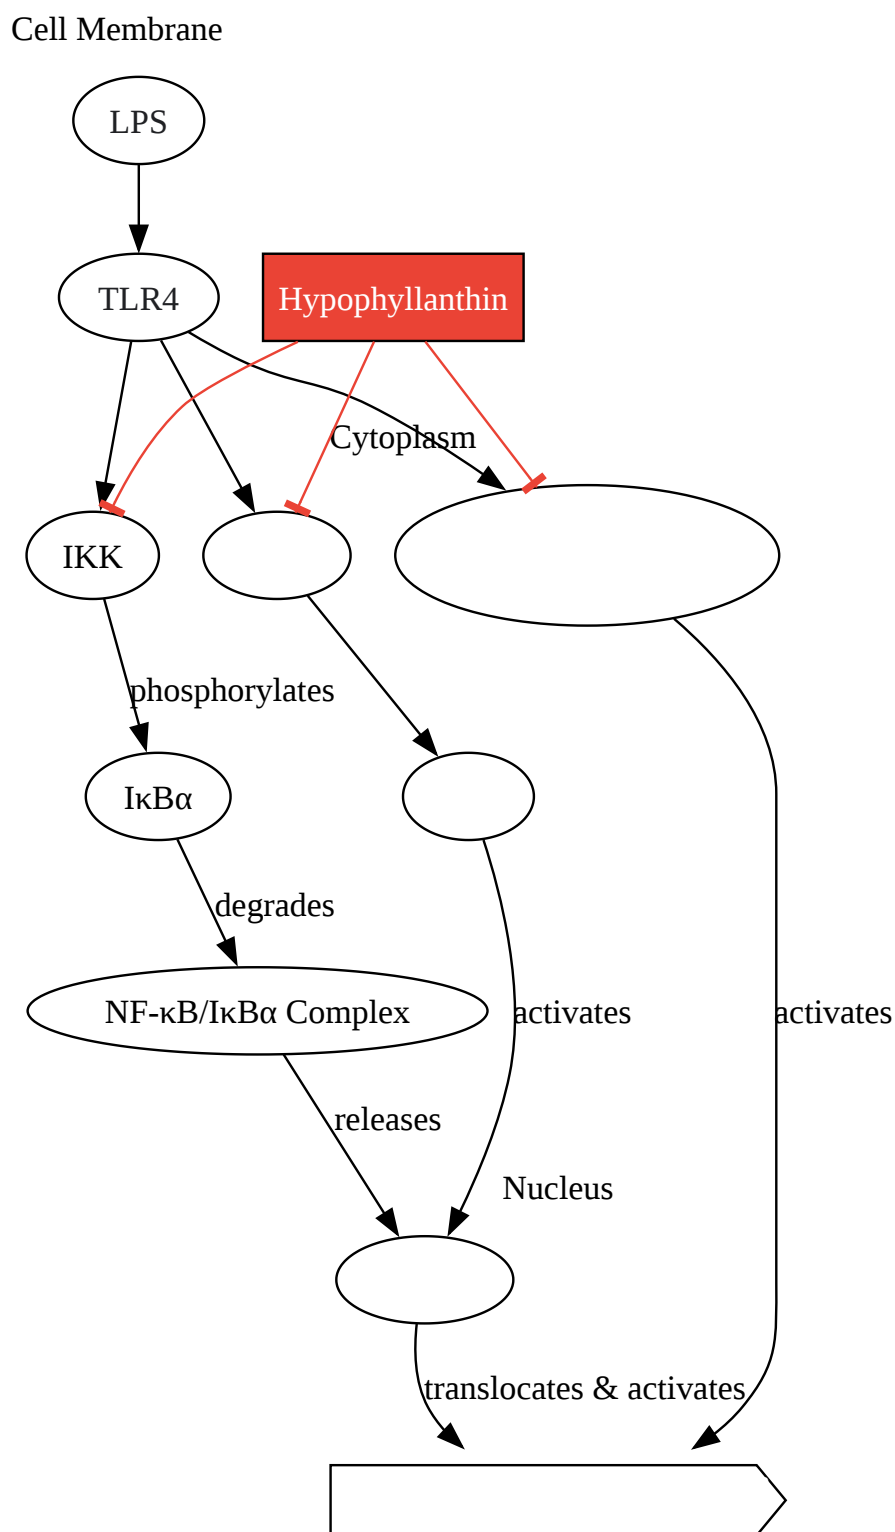 Cell Membrane
LPS
TLR4
Hypophyllanthin
Cytoplasm
IKK
phosphorylates
IκBα
degrades
NF-κB/IκBα Complex
activates
activates
releases
Nucleus
translocates & activates